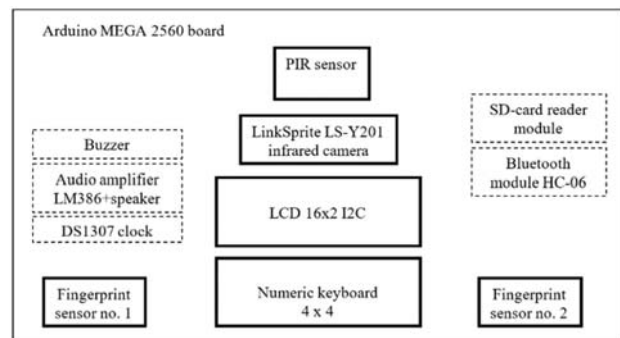 Arduino MEGA 2560 board
PIR sensor
LinkSprite LS-Y201
infrared camera
SD-card reader
module
Buzzer
Bluetooth
module HC-06
Audio amplifier
LM386+speaker
LCD 16x2 I2C
DS1307 clock
Fingerprint
sensor no. 1
Numeric keyboard
4 x 4
Fingerprint
sensor no. 2